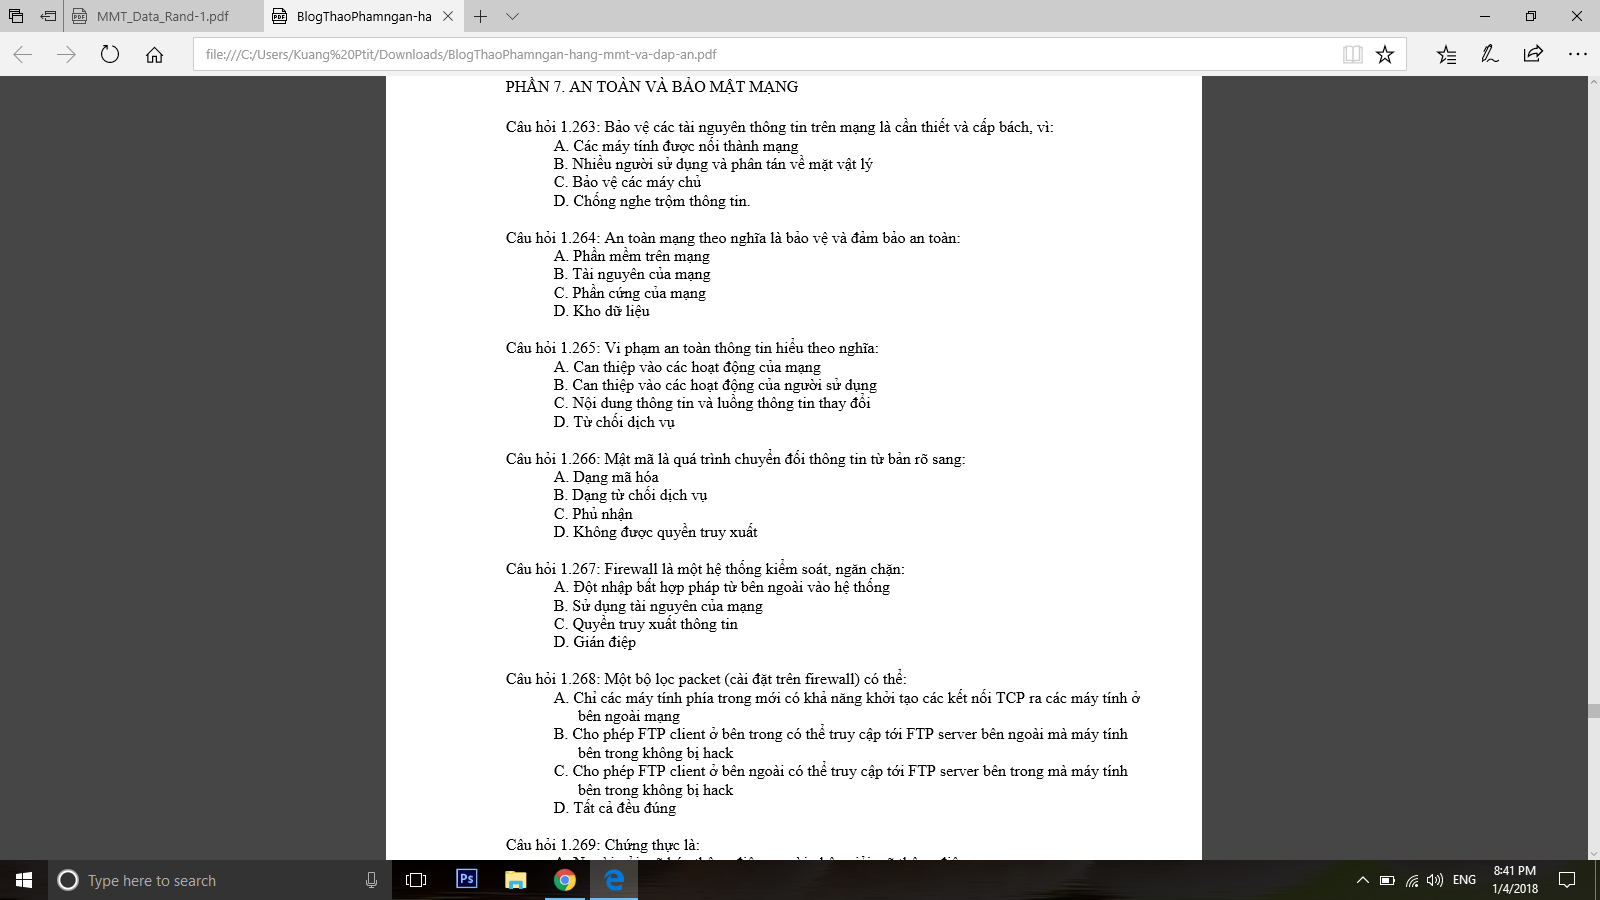 MMT_Data_Rand-1.pdf
BlogThaoPhamngan-ha
file:///C:/Users/Kuang%20Ptit/Downloads/BlogThaoPhamngan-hang-mmt-va-dap-an.pdf
PHẦN 7. AN TOÀN VÀ BẢO MẬT MẠNG
Câu hỏi 1.263: Bảo vệ các tài nguyên thông tin trên mạng là cần thiết và cấp bách, vì:
A. Các máy tính được nối thành mạng
B. Nhiều người sử dụng và phân tán về mặt vật lý
C. Bảo vệ các máy chủ
D. Chống nghe trộm thông tin.
Câu hỏi 1.264: An toàn mạng theo nghĩa là bảo vệ và đảm bảo an toàn:
A. Phần mềm trên mạng
B. Tài nguyên của mạng
C. Phần cứng của mạng
D. Kho dữ liệu
Câu hỏi 1.265: Vi phạm an toàn thông tin hiểu theo nghĩa:
A. Can thiệp vào các hoạt động của mạng
B. Can thiệp vào các hoạt động của người sử dụng
C. Nội dung thông tin và luồng thông tin thay đổi
D. Từ chối dịch vụ
Câu hỏi 1.266: Mật mã là quá trình chuyển đối thông tin từ bản rõ sang:
A. Dạng mã hóa
B. Dạng từ chối dịch vụ
C. Phủ nhận
D. Không được quyền truy xuất
Câu hỏi 1.267: Firewall là một hệ thống kiểm soát, ngăn chặn:
A. Đột nhập bất hợp pháp từ bên ngoài vào hệ thống
B. Sử dụng tài nguyên của mạng
C. Quyền truy xuất thông tin
D. Gián điệp
Câu hỏi 1.268: Một bộ lọc packet (cài đặt trên firewall) có thể:
A. Chỉ các máy tính phía trong mới có khả năng khởi tạo các kết nối TCP ra các máy tính ở
bên ngoài mạng
B. Cho phép FTP client ở bên trong có thể truy cập tới FTP server bên ngoài mà máy tính
bên trong không bị hack
C. Cho phép FTP client ở bên ngoài có thể truy cập tới FTP server bên trong mà máy tính
bên trong không bị hack
D. Tất cả đều đúng
Câu hỏi 1.269: Chứng thực là:
Type here to search
Ps
ENG
8:41 PM
1/4/2018